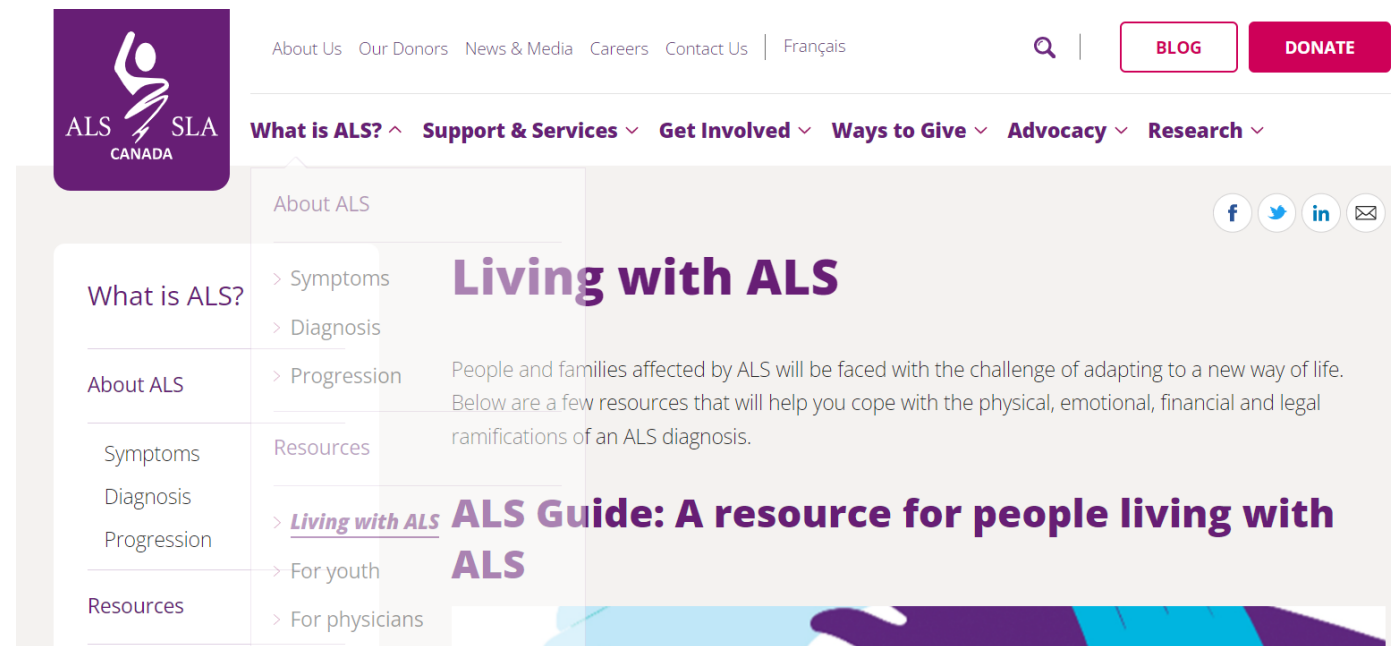 ALS SLA
CANADA
About Us Our Donors News & Media Careers Contact Us Français
BLOG
DONATE
What is ALS? Support & Services Get Involved Ways to Give Advocacy Research
About ALS
Symptoms
Diagnosis
Progression
Resources
Living with ALS
For youth
For physicians
What is ALS?
About ALS
Symptoms
Diagnosis
Progression
Resources
Living with ALS
People and families affected by ALS will be faced with the challenge of adapting to a new way of life.
Below are a few resources that will help you cope with the physical, emotional, financial and legal
ramifications of an ALS diagnosis.
ALS Guide: A resource for people living with
ALS